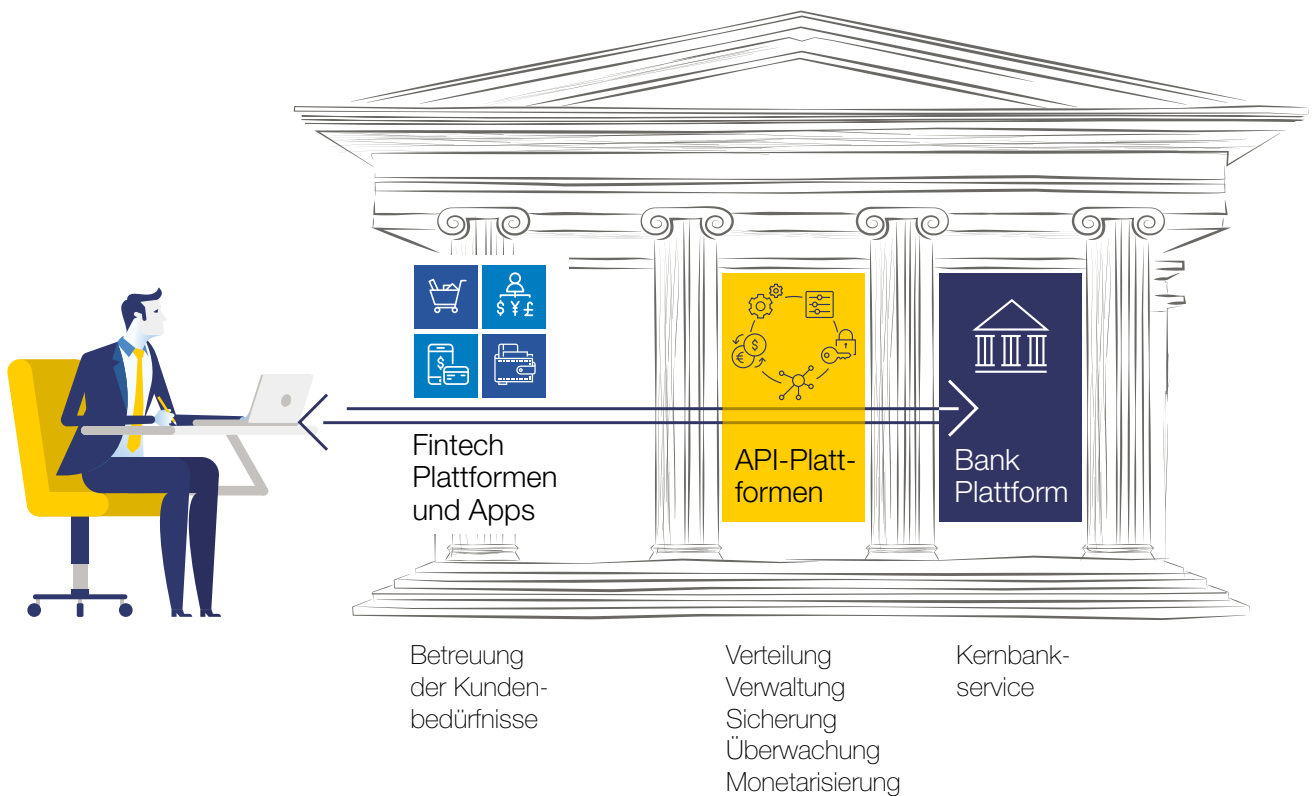 $ ¥ £
$
$
€
Fintech
Plattformen
und Apps
API-Platt-
formen
Bank
Plattform
Betreuung
der Kunden-
bedürfnisse
Verteilung
Verwaltung
Sicherung
Überwachung
Monetarisierung
Kernbank-
service